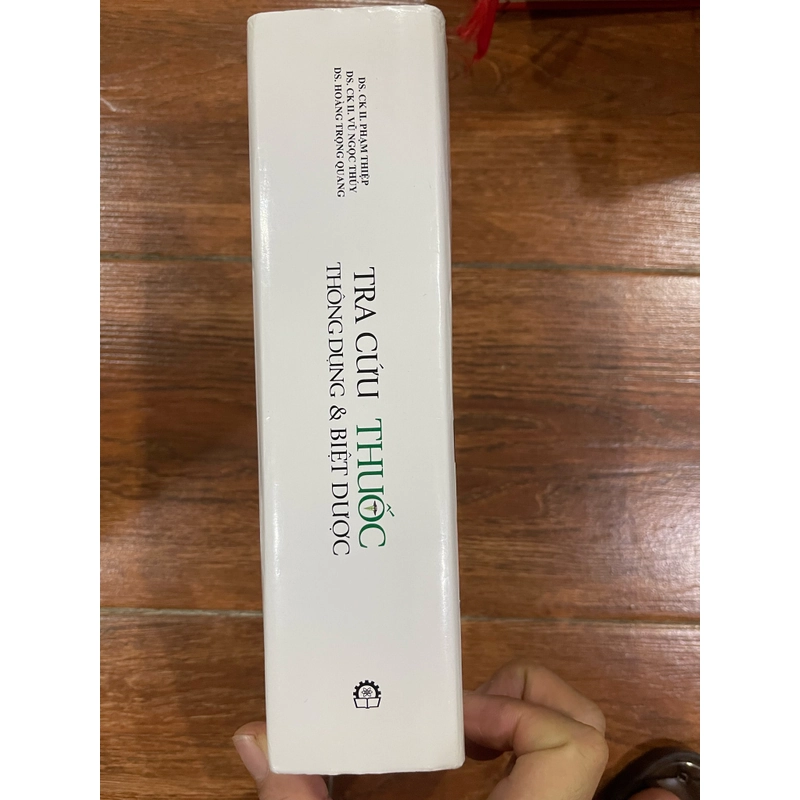 DS. CK II. PHẠM THIỆP
DS. CK II. VŨ NGỌC THÚY
DS. HOÀNG TRỌNG QUANG
TRA CỨU THUỐC
THÔNG DỤNG & BIỆT DƯỢC